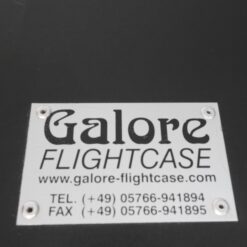 Galore
FLIGHTCASE
www.galore-flightcase.com
TEL. (+49) 05766-941894
FAX (+49) 05766-941895